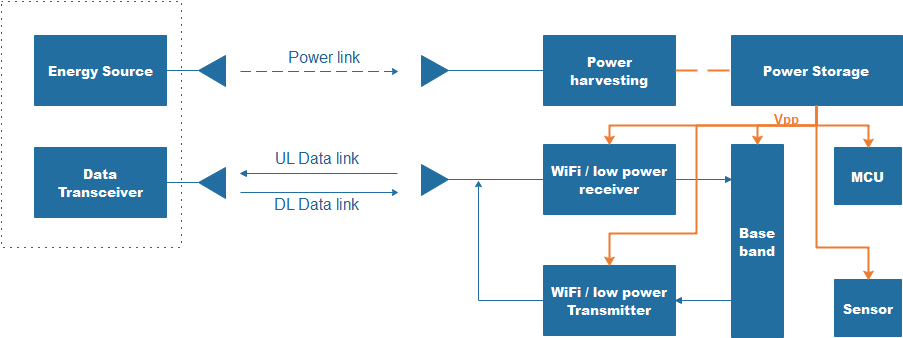 Energy Source
Power link
Power
harvesting
Power Storage
Vpp
Data
Transceiver
UL Data link
DL Data link
WiFi / low power
receiver
MCU
Base
band
WiFi / low power
Transmitter
Sensor